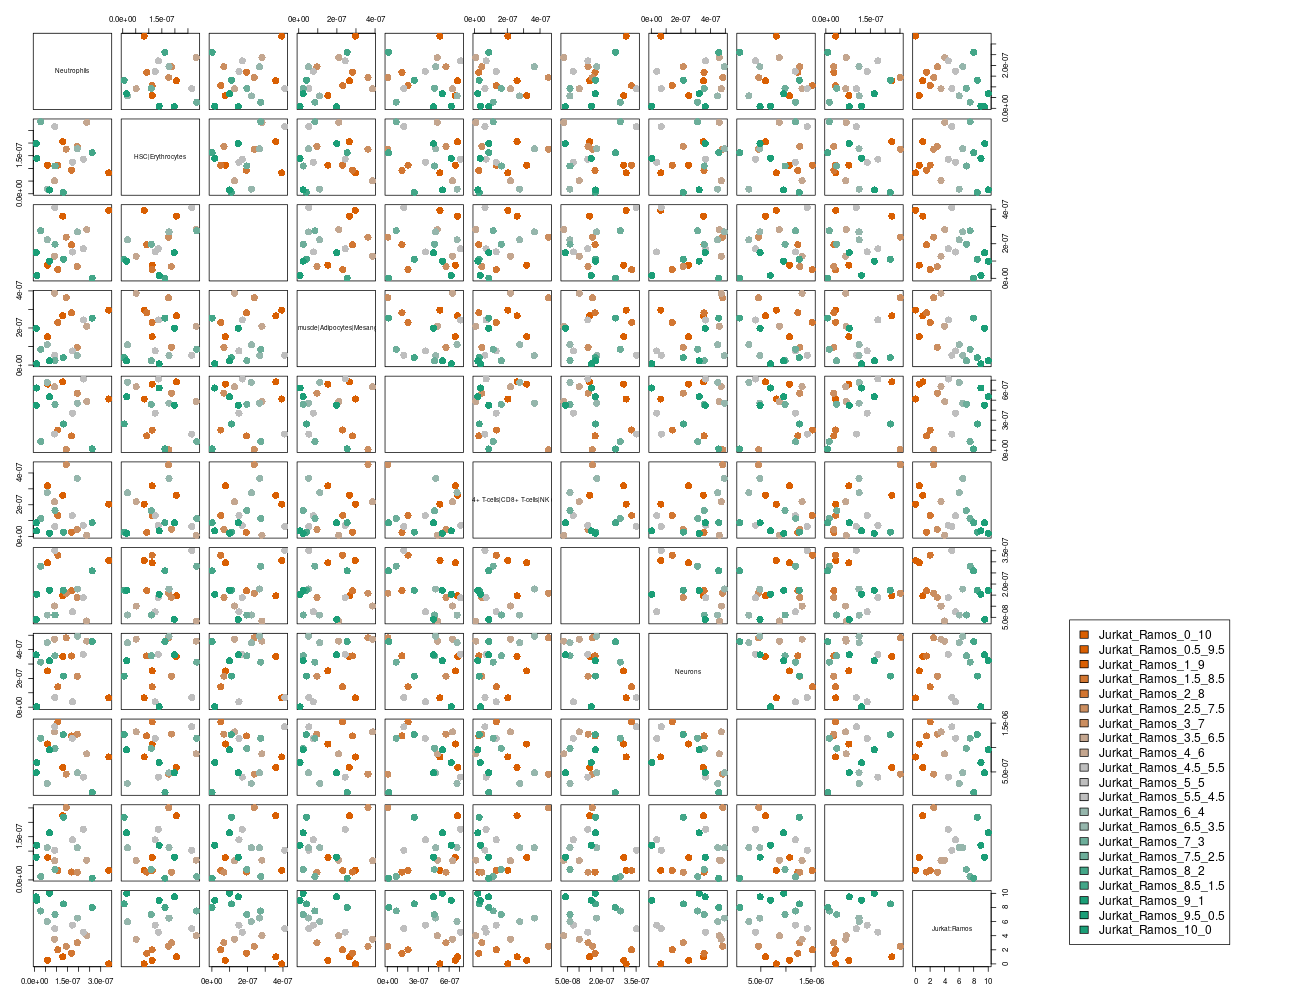 0.0e+00 1.5e-07 0e+00 2e-07 4e-07 0e+00 2e-07 4e-07 0e+00 2e-07 4e-07 0.0e+00 1.5e-07
Neutrophils
0.0e+00 2.0e-07
HSC|Erythrocytes
0.0e+00 1.5e-07
0e+00 2e-07 4e-07
muscle|Adipocytes|Mesang
0e+00 2e-07 4e-07
0e+00 3e-07 6e-07
4+ T-cells|CD8+ T-cells|NK
0e+00 2e-07 4e-07
5.0e-08 2.0e-07 3.5e-07
Neurons
0e+00 2e-07 4e-07
5.0e-07 1.5e-06
0.0e+00 1.5e-07
Jurkat:Ramos
0 2 4 6 8 10
0.0e+00 1.5e-07 3.0e-07 0e+00 2e-07 4e-07 0e+00 3e-07 6e-07 5.0e-08 2.0e-07 3.5e-07 5.0e-07 1.5e-06 0 2 4 6 8 10
Jurkat_Ramos_0_10
Jurkat_Ramos_0.5_9.5
Jurkat_Ramos_1_9
Jurkat_Ramos_1.5_8.5
Jurkat_Ramos_2_8
Jurkat_Ramos_2.5_7.5
Jurkat_Ramos_3_7
Jurkat_Ramos_3.5_6.5
Jurkat_Ramos_4_6
Jurkat_Ramos_4.5_5.5
Jurkat_Ramos_5_5
Jurkat_Ramos_5.5_4.5
Jurkat_Ramos_6_4
Jurkat_Ramos_6.5_3.5
Jurkat_Ramos_7_3
Jurkat_Ramos_7.5_2.5
Jurkat_Ramos_8_2
Jurkat_Ramos_8.5_1.5
Jurkat_Ramos_9_1
Jurkat_Ramos_9.5_0.5
Jurkat_Ramos_10_0